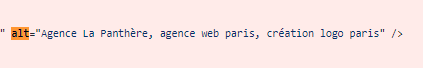 " alt="Agence La Panthère, agence web paris, création logo paris" />